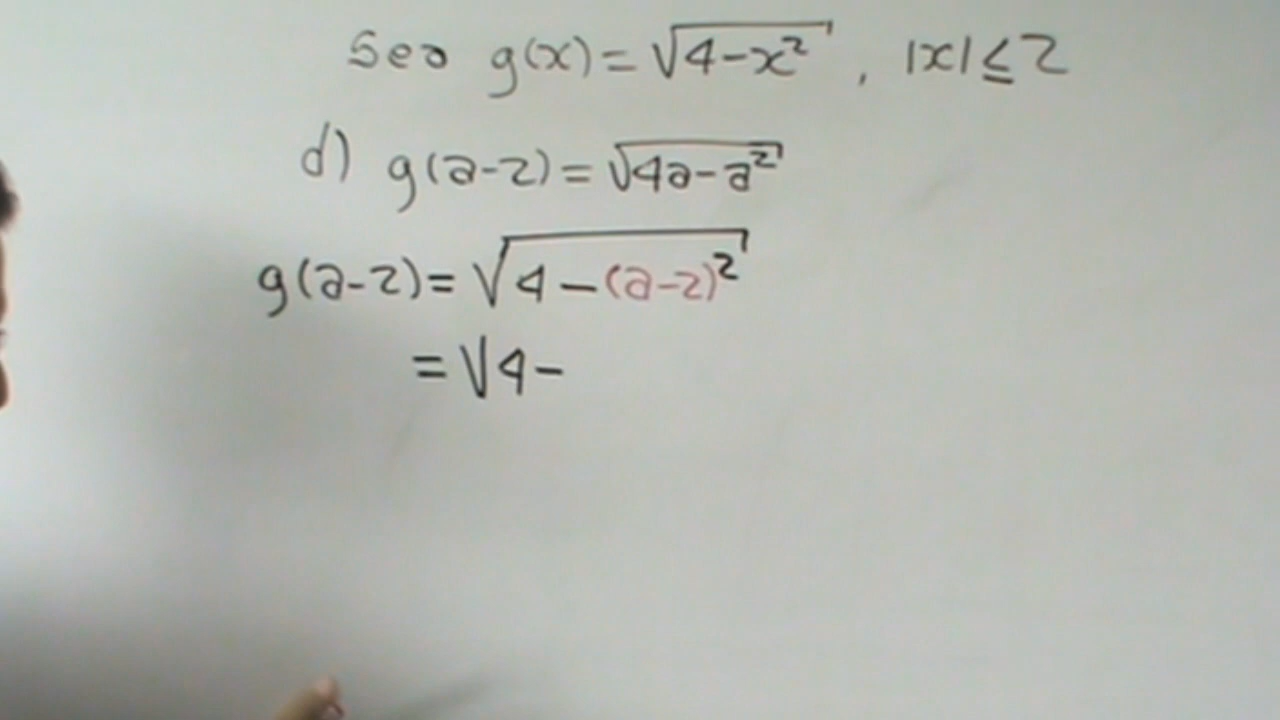 Sea g(x) = √4-x² , |x| ≤ 2
d) g(a-2) = √4a-a²
g(a-2) = √4-(a-2)²
= √4-